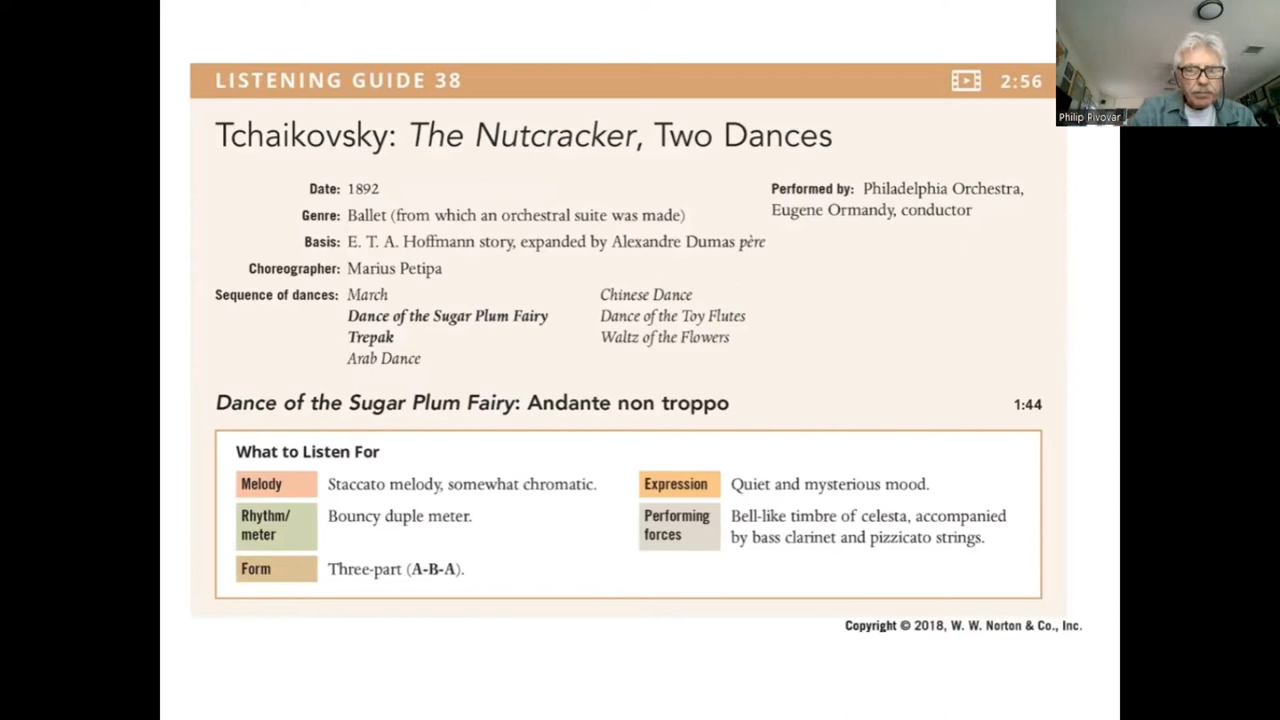 LISTENING GUIDE 38
2:56
Tchaikovsky: The Nutcracker, Two Dances
Date: 1892
Genre: Ballet (from which an orchestral suite was made)
Basis: E. T. A. Hoffmann story, expanded by Alexandre Dumas père
Choreographer: Marius Petipa
Performed by: Philadelphia Orchestra,
Eugene Ormandy, conductor
Sequence of dances: March
Dance of the Sugar Plum Fairy
Trepak
Arab Dance
Chinese Dance
Dance of the Toy Flutes
Waltz of the Flowers
Dance of the Sugar Plum Fairy: Andante non troppo
1:44
What to Listen For
Melody Staccato melody, somewhat chromatic.
Rhythm/
meter
Bouncy duple meter.
Form Three-part (A-B-A).
Expression Quiet and mysterious mood.
Performing
forces
Bell-like timbre of celesta, accompanied
by bass clarinet and pizzicato strings.
Copyright © 2018, W. W. Norton & Co., Inc.
Philip Pivovar